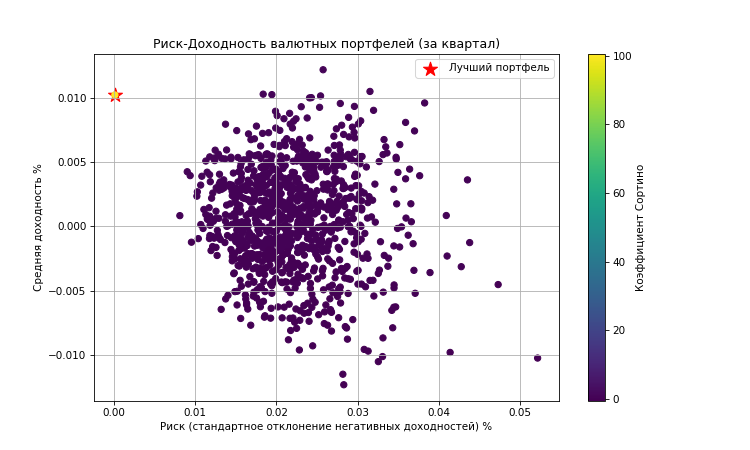 Риск-Доходность валютных портфелей (за квартал)
Лучший портфель
Средняя доходность %
0.010
0.005
0.000
−0.005
−0.010
0.00 0.01 0.02 0.03 0.04 0.05
Риск (стандартное отклонение негативных доходностей) %
100
80
60
40
20
0
Коэффициент Сортино